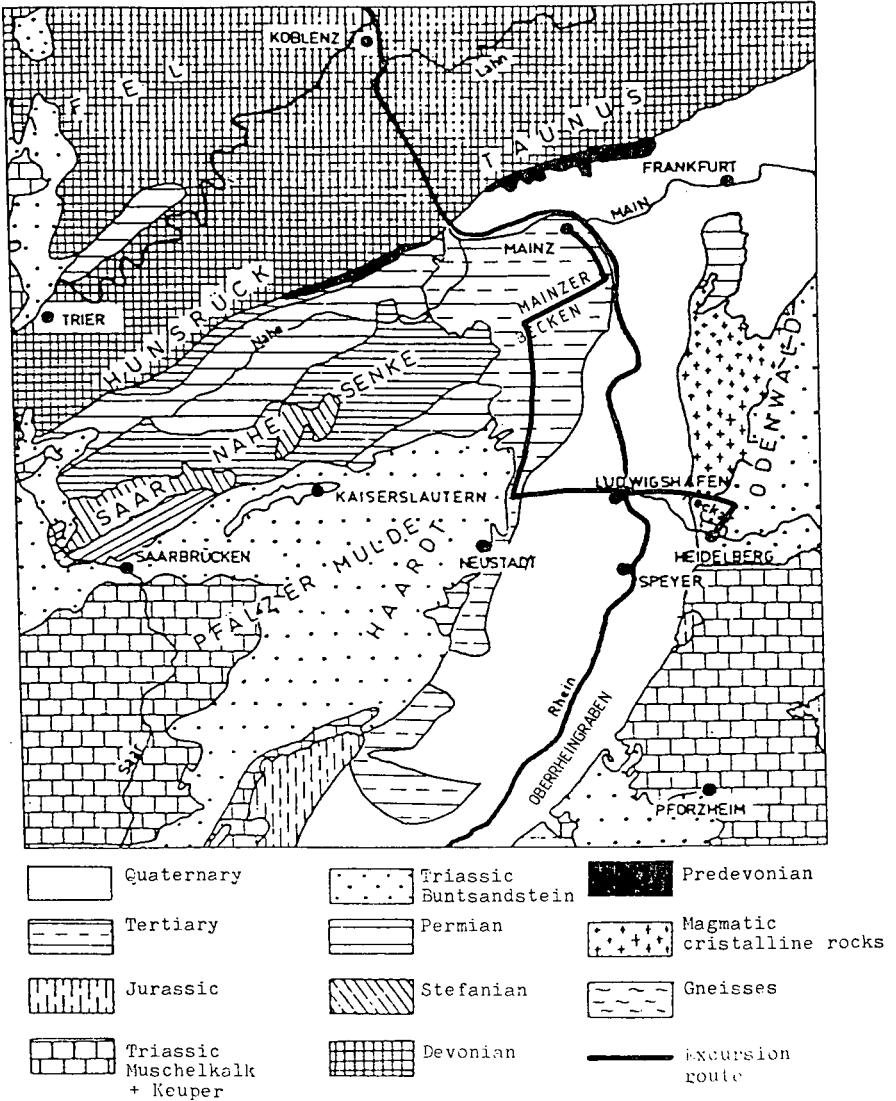 KOBLENZ
Lahn
F E L
TAUNUS
FRANKFURT
MAIN
MAINZ
MAINZER
BECKEN
HUNSRÜCK
TRIER
Nahe
SAAR NAHE SENKE
ODENWALD
KAISERSLAUTERN
LUDWIGSHAFEN
SAARBRÜCKEN
PFÄLZER MULDE
HAARDT
NEUSTADT
HEIDELBERG
SPEYER
Rhein
OBERRHEINGRABEN
Saar
PFORZHEIM
Quaternary
Triassic
Buntsandstein
Predevonian
Tertiary
Permian
Magmatic
cristalline rocks
Jurassic
Stefanian
Gneisses
Triassic
Muschelkalk
+ Keuper
Devonian
Excursion
route